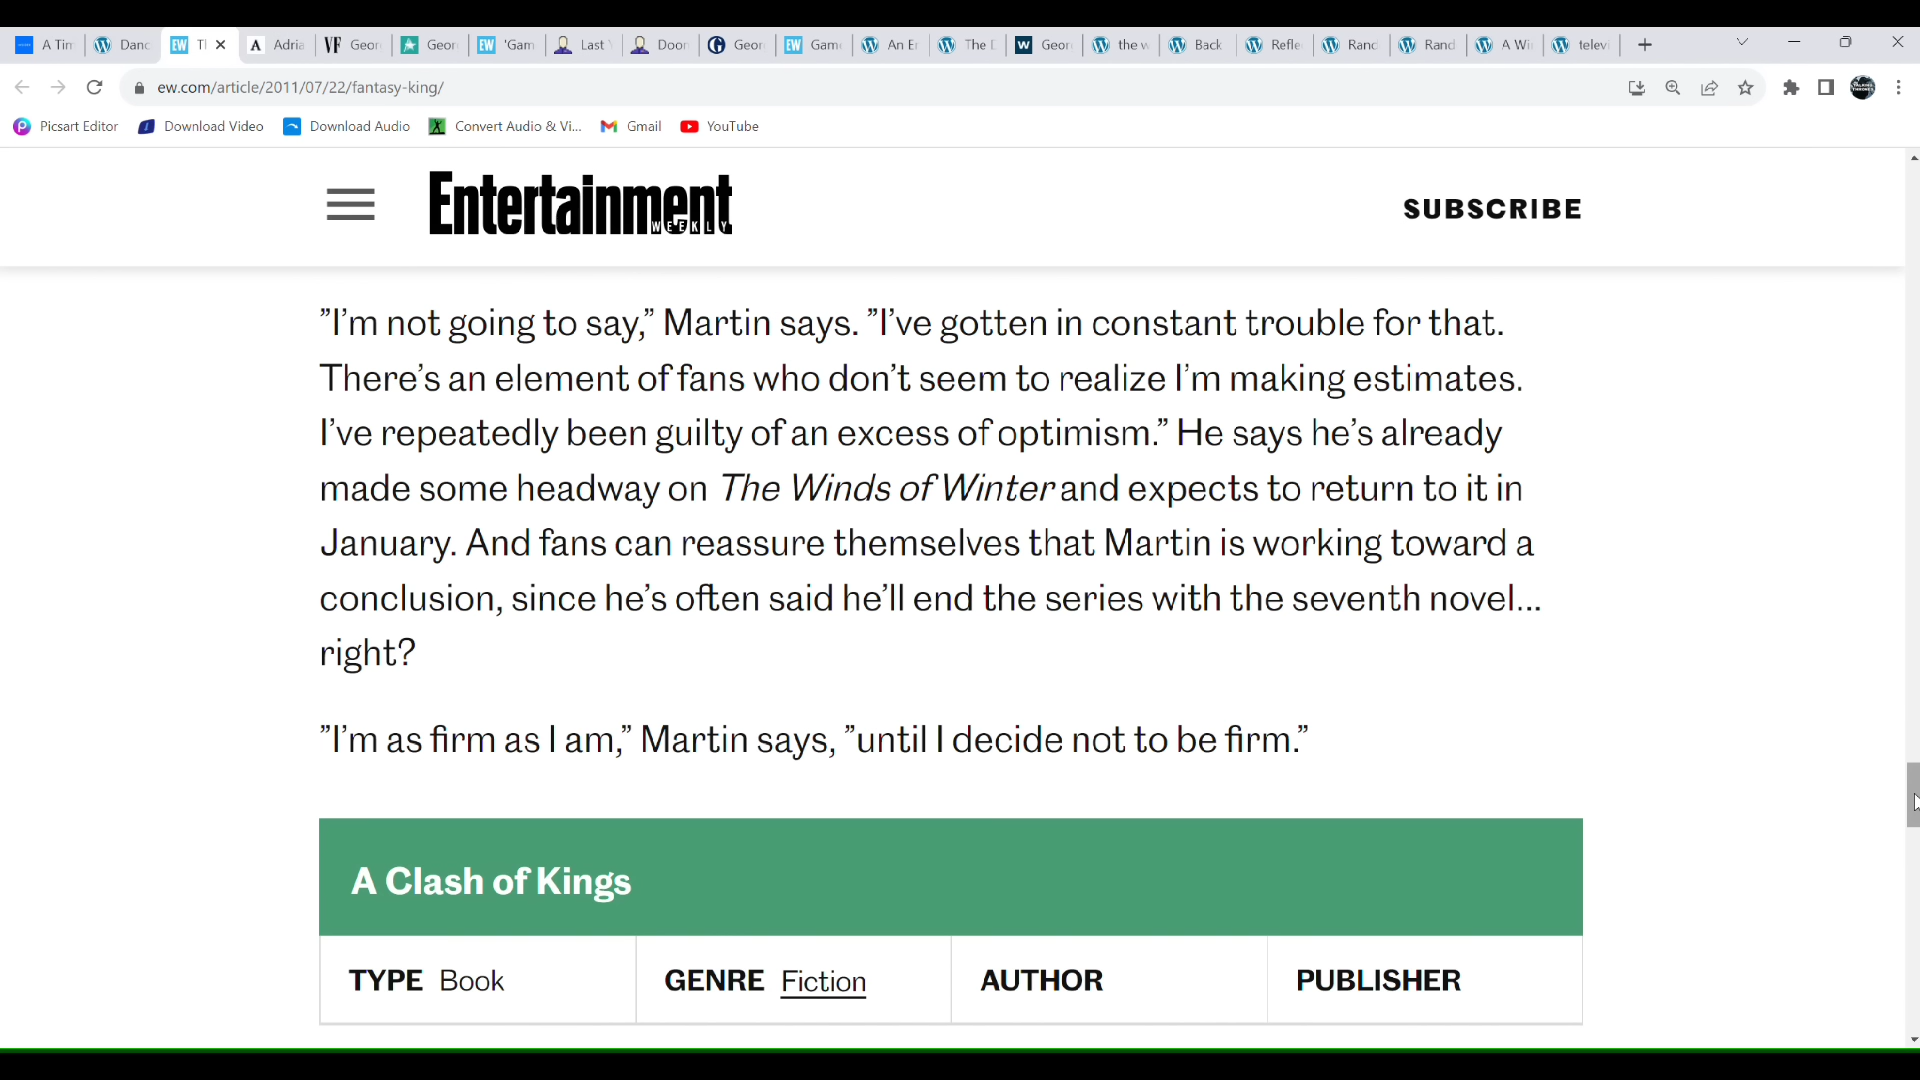 A Tim Danc Tl Adria VF Geor Geor 'Gam Last Door Geor Game An Er The D Geor the w Back Refle Rand Rand A Wi telev
ew.com/article/2011/07/22/fantasy-king/
Picsart Editor Download Video Download Audio Convert Audio & Vi... Gmail YouTube
Entertainment WEEKLY SUBSCRIBE
"I'm not going to say," Martin says. "I've gotten in constant trouble for that.
There's an element of fans who don't seem to realize I'm making estimates.
I've repeatedly been guilty of an excess of optimism." He says he's already
made some headway on The Winds of Winter and expects to return to it in
January. And fans can reassure themselves that Martin is working toward a
conclusion, since he's often said he'll end the series with the seventh novel...
right?
"I'm as firm as I am," Martin says, "until I decide not to be firm."
A Clash of Kings
TYPE Book GENRE Fiction AUTHOR PUBLISHER